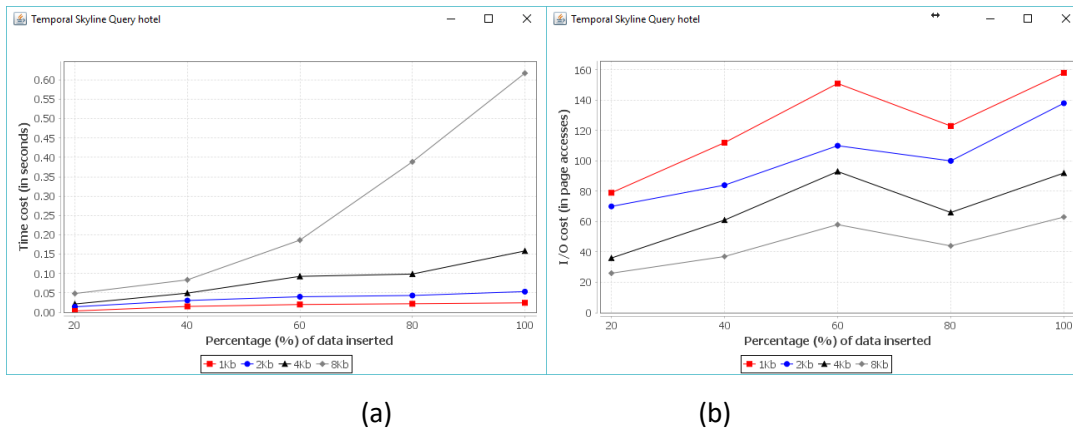 Temporal Skyline Query hotel
Time cost (in seconds)
0.60
0.55
0.50
0.45
0.40
0.35
0.30
0.25
0.20
0.15
0.10
0.05
0.00
20 40 60 80 100
Percentage (%) of data inserted
1Kb 2Kb 4Kb 8Kb
(a)
Temporal Skyline Query hotel
I/O cost (in page accesses)
160
140
120
100
80
60
40
20
0
20 40 60 80 100
Percentage (%) of data inserted
1Kb 2Kb 4Kb 8Kb
(b)